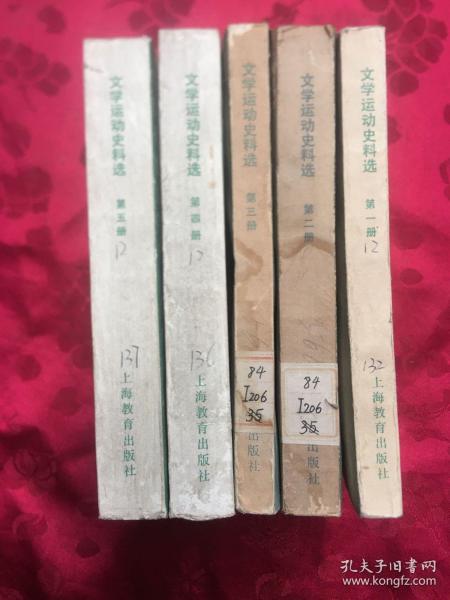 文学运动史料选 第五册
12
137
上海教育出版社
文学运动史料选 第四册
12
136
上海教育出版社
文学运动史料选 第三册
84
I206
35
出版社
文学运动史料选 第二册
84
I206
35
出版社
文学运动史料选 第一册
12
132
上海教育出版社
孔夫子旧书网
www.kongfz.com